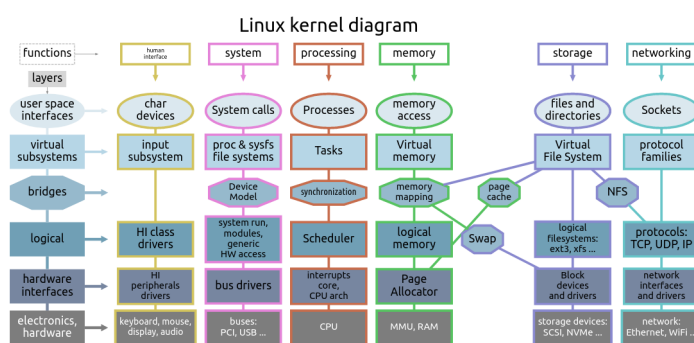 Linux kernel diagram
functions
human
interface
system
processing
memory
storage
networking
layers
user space
interfaces
char
devices
System calls
Processes
memory
access
files and
directories
Sockets
virtual
subsystems
input
subsystem
proc & sysfs
file systems
Tasks
Virtual
memory
Virtual
File System
protocol
families
bridges
Device
Model
synchronization
memory
mapping
page
cache
NFS
logical
HI class
drivers
system run,
modules,
generic
HW access
Scheduler
logical
memory
Swap
logical
filesystems:
ext3, xfs ...
protocols:
TCP, UDP, IP
hardware
interfaces
HI
peripherals
drivers
bus drivers
interrupts
core,
CPU arch
Page
Allocator
Block
devices
and drivers
network
interfaces
and drivers
electronics,
hardware
keyboard, mouse,
display, audio
buses:
PCI, USB ...
CPU
MMU, RAM
storage devices:
SCSI, NVMe ...
network:
Ethernet, WiFi ...